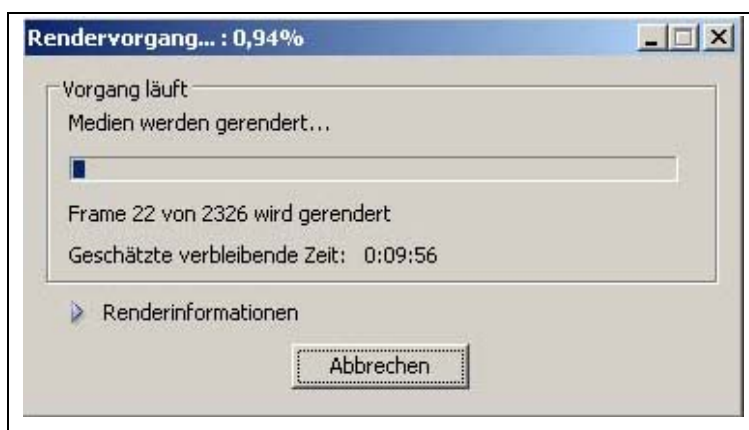 Rendervorgang... : 0,94%
Vorgang läuft
Medien werden gerendert...
Frame 22 von 2326 wird gerendert
Geschätzte verbleibende Zeit: 0:09:56
Renderinformationen
Abbrechen